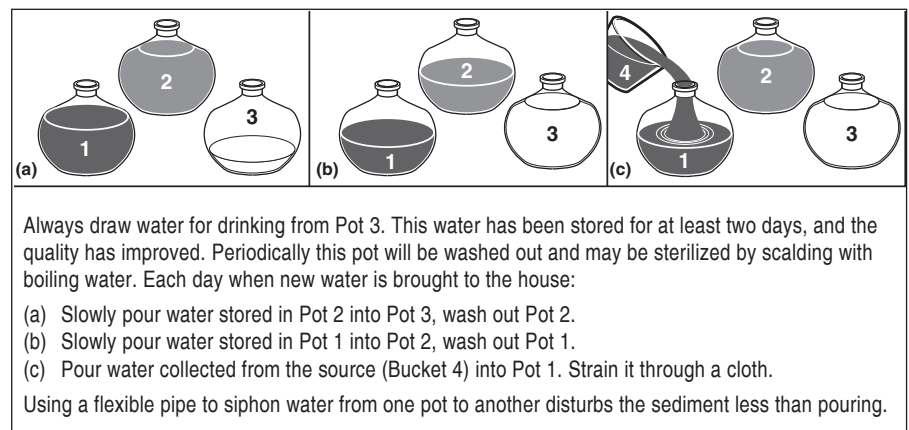 2
1
3
(a)
2
1
3
(b)
4
2
1
3
(c)
Always draw water for drinking from Pot 3. This water has been stored for at least two days, and the
quality has improved. Periodically this pot will be washed out and may be sterilized by scalding with
boiling water. Each day when new water is brought to the house:
(a) Slowly pour water stored in Pot 2 into Pot 3, wash out Pot 2.
(b) Slowly pour water stored in Pot 1 into Pot 2, wash out Pot 1.
(c) Pour water collected from the source (Bucket 4) into Pot 1. Strain it through a cloth.
Using a flexible pipe to siphon water from one pot to another disturbs the sediment less than pouring.